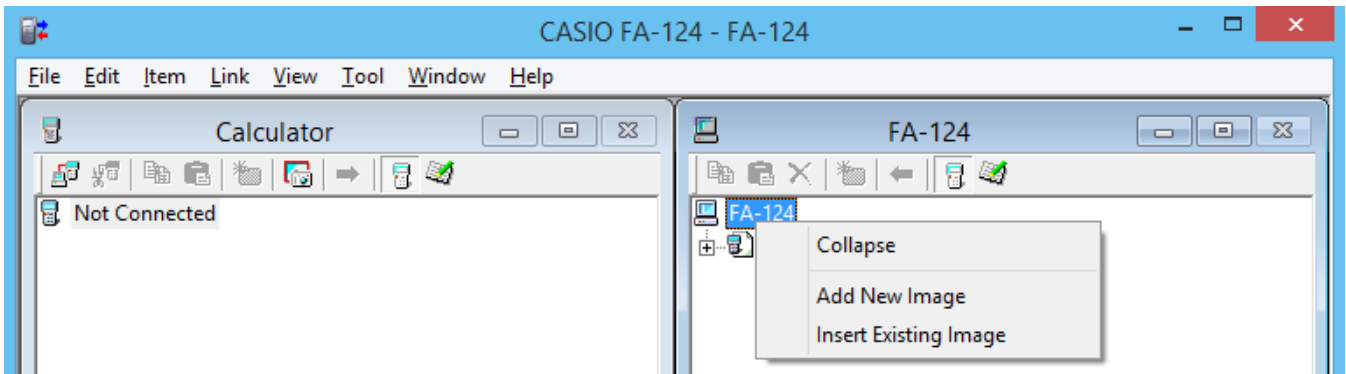 CASIO FA-124 - FA-124
File Edit Item Link View Tool Window Help
Calculator
Not Connected
FA-124
FA-124
Collapse
Add New Image
Insert Existing Image